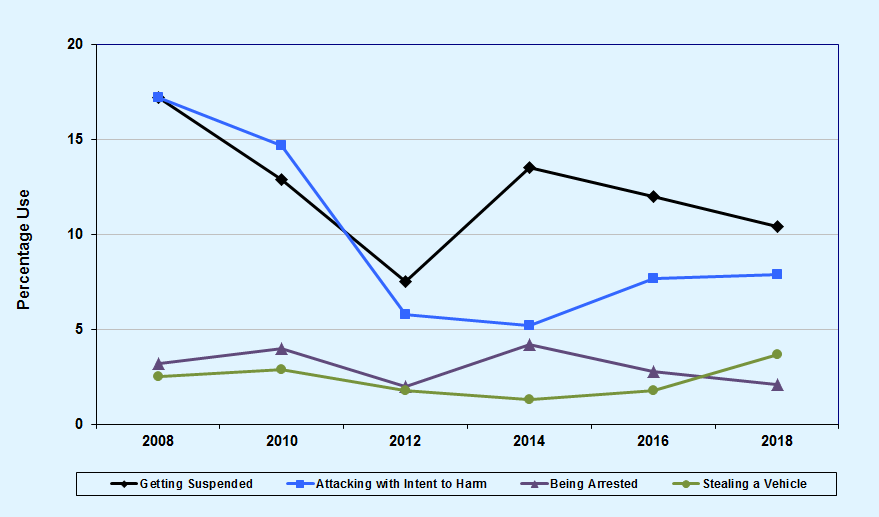 20
15
10
5
0
Percentage Use
2008 2010 2012 2014 2016 2018
Getting Suspended Attacking with Intent to Harm Being Arrested Stealing a Vehicle